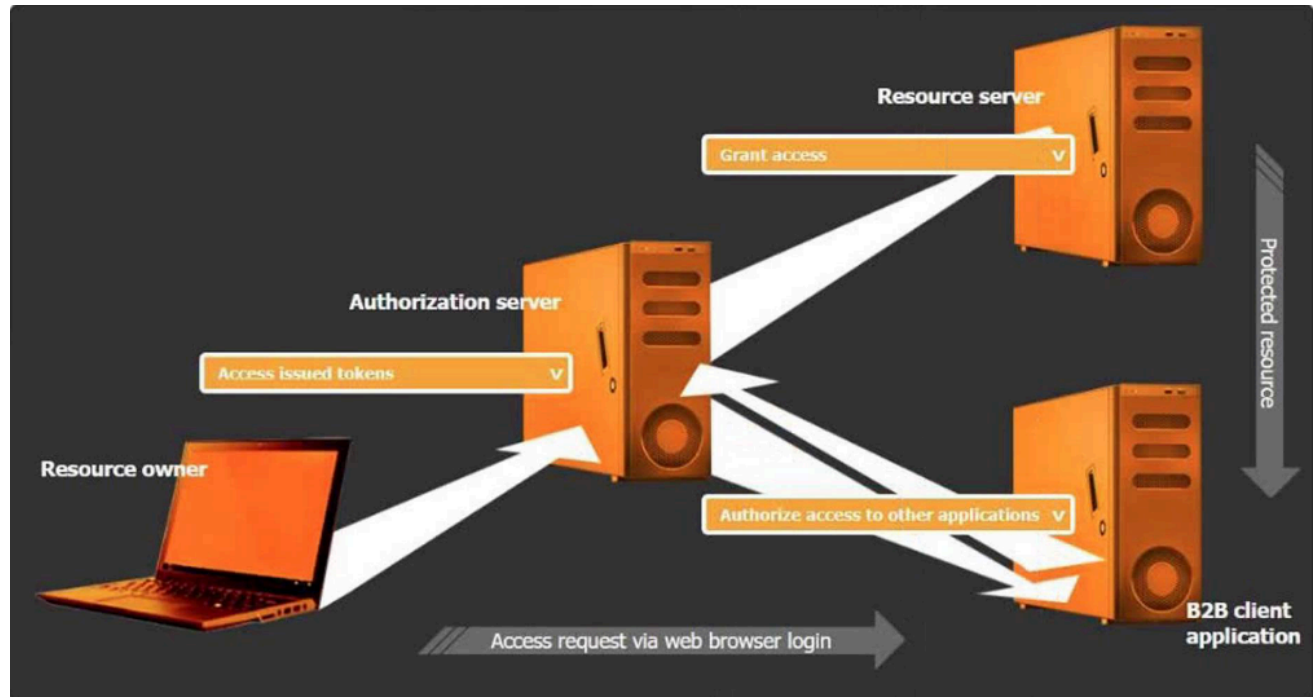 Resource server
Grant access V
Authorization server
Access issued tokens V
Resource owner
Authorize access to other applications V
Protected resource
B2B client
application
Access request via web browser login